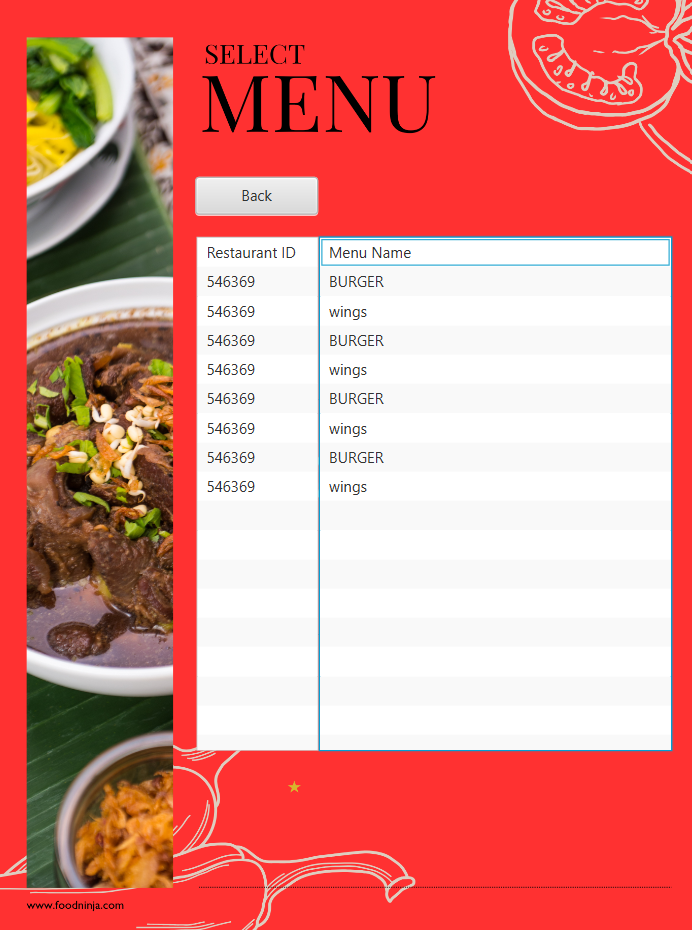 SELECT
MENU
Back
Restaurant ID Menu Name
546369 BURGER
546369 wings
546369 BURGER
546369 wings
546369 BURGER
546369 wings
546369 BURGER
546369 wings
www.foodninja.com